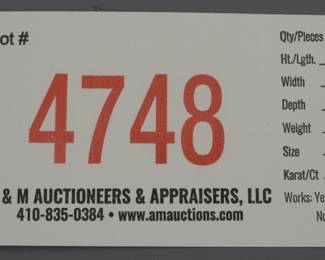 ot #
4748
& M AUCTIONEERS & APPRAISERS, LLC
410-835-0384 • www.amauctions.com
Qty/Pieces
Ht./Lgth.
Width
Depth
Weight
Size
Karat/Ct
Works: Ye
No